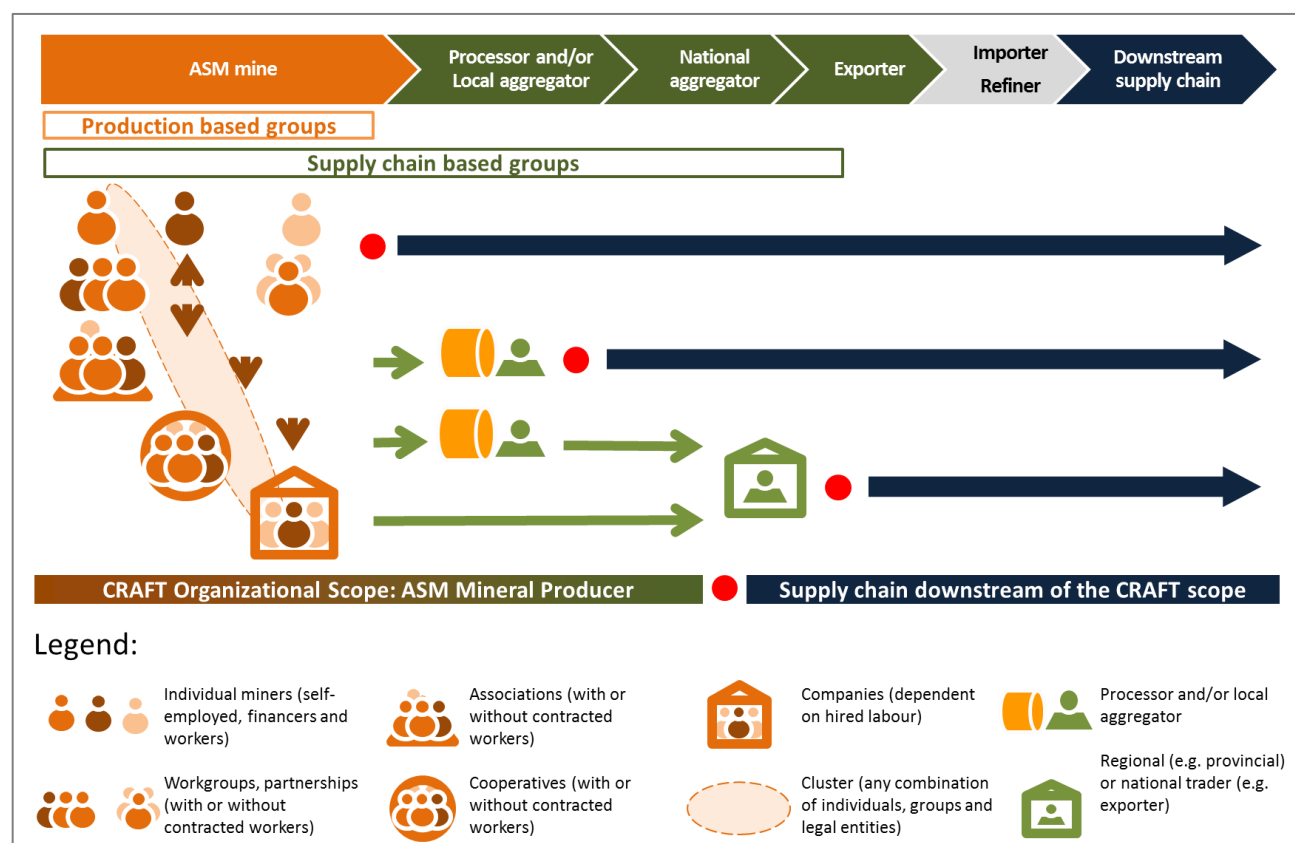 ASM mine
Processor and/or
Local aggregator
National
aggregator
Exporter
Importer
Refiner
Downstream
supply chain
Production based groups
Supply chain based groups
CRAFT Organizational Scope: ASM Mineral Producer
Supply chain downstream of the CRAFT scope
Legend:
Individual miners (self-
employed, financers and
workers)
Associations (with or
without contracted
workers)
Companies (dependent
on hired labour)
Processor and/or local
aggregator
Workgroups, partnerships
(with or without
contracted workers)
Cooperatives (with or
without contracted
workers)
Cluster (any combination
of individuals, groups and
legal entities)
Regional (e.g. provincial)
or national trader (e.g.
exporter)